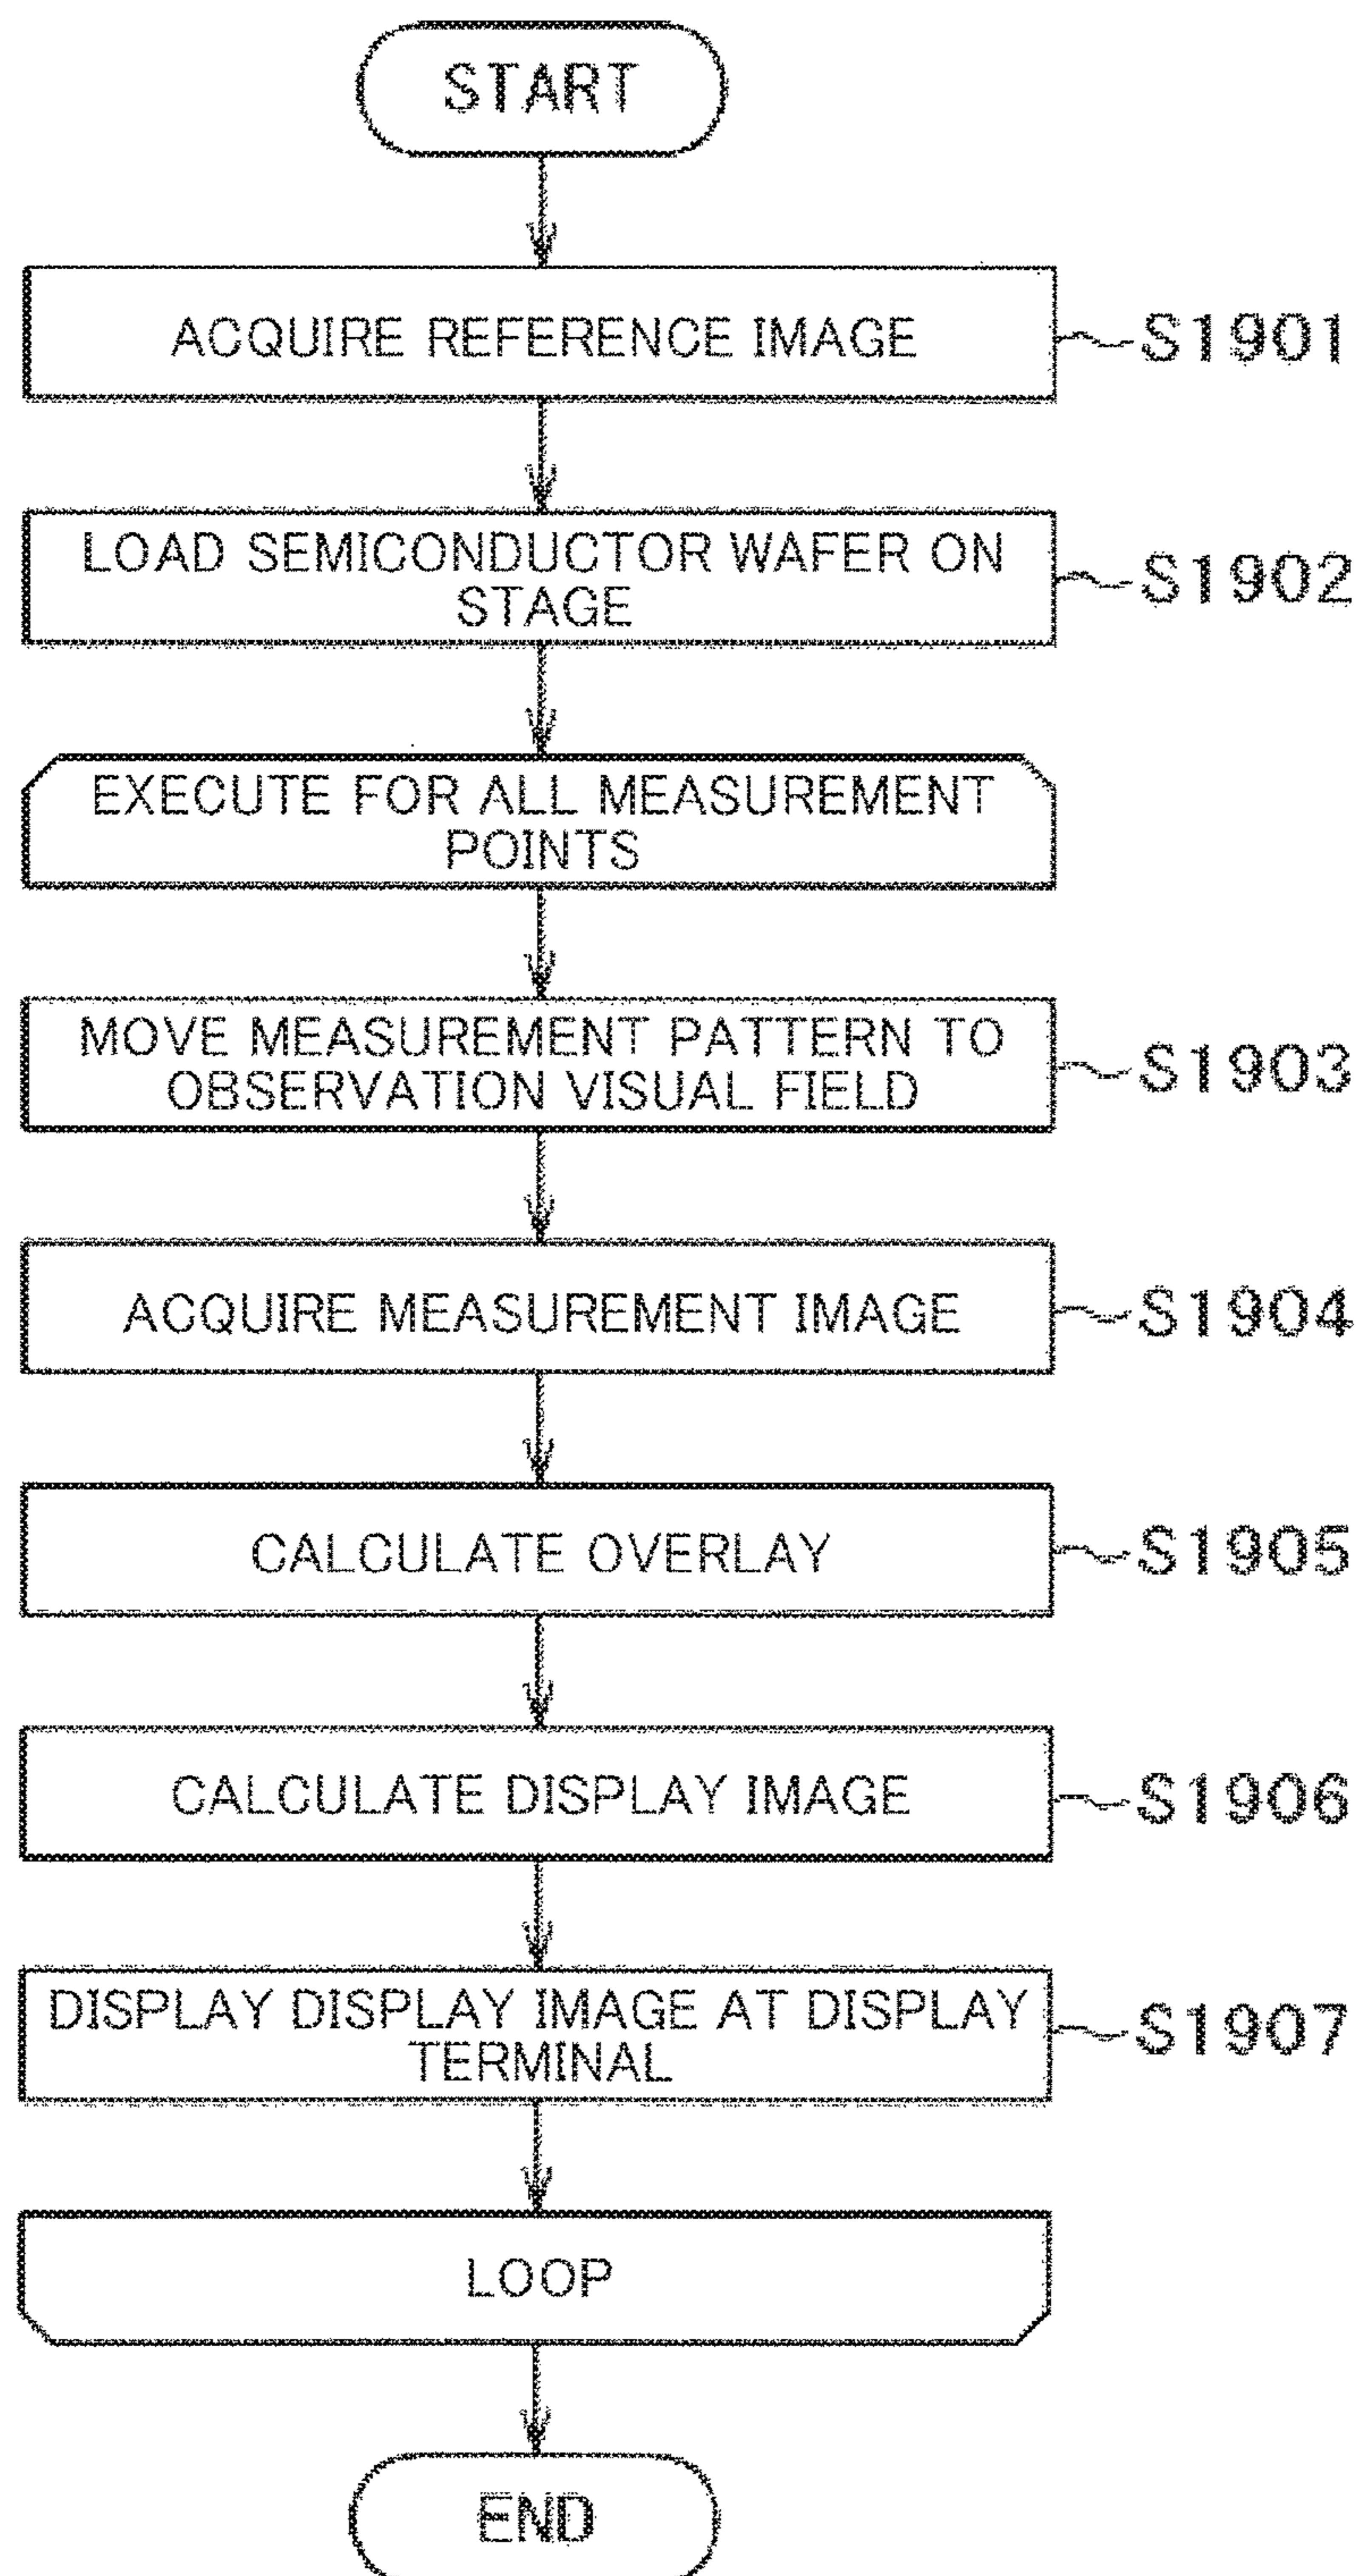 START
ACQUIRE REFERENCE IMAGE
S1901
LOAD SEMICONDUCTOR WAFER ON
STAGE
S1902
EXECUTE FOR ALL MEASUREMENT
POINTS
MOVE MEASUREMENT PATTERN TO
OBSERVATION VISUAL FIELD
S1903
ACQUIRE MEASUREMENT IMAGE
S1904
CALCULATE OVERLAY
S1905
CALCULATE DISPLAY IMAGE
S1906
DISPLAY DISPLAY IMAGE AT DISPLAY
TERMINAL
S1907
LOOP
END